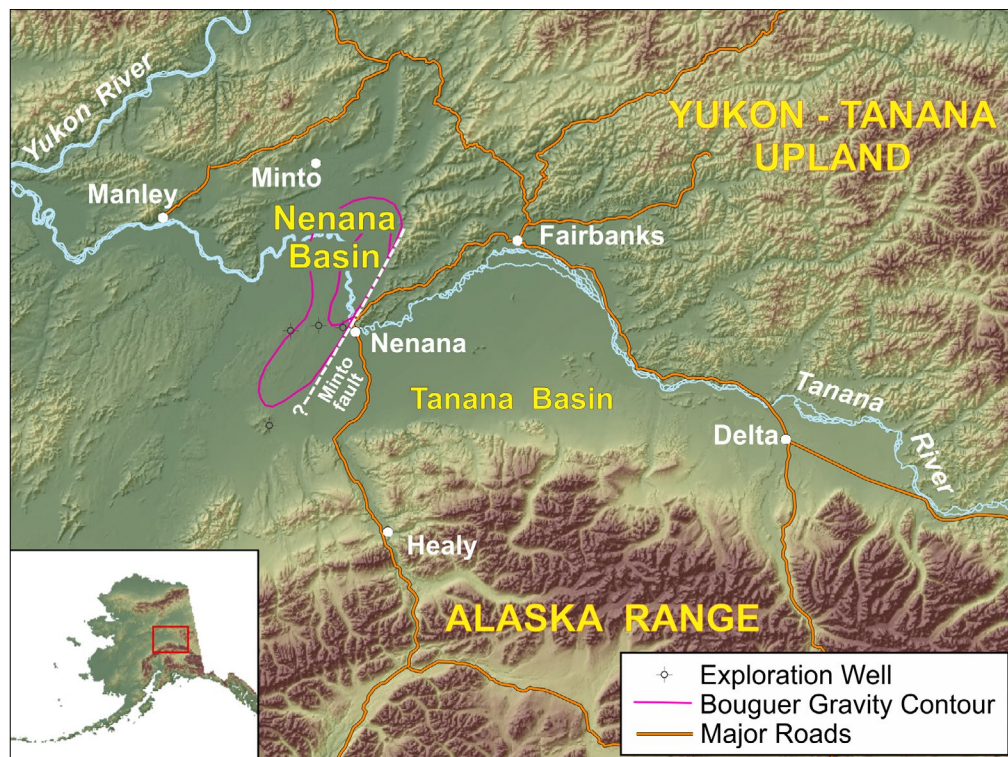 Yukon River
YUKON - TANANA
UPLAND
Minto
Manley
Nenana
Basin
Fairbanks
Nenana
Minto
fault
?
Tanana Basin
Tanana
River
Delta
Healy
ALASKA RANGE
Exploration Well
Bouguer Gravity Contour
Major Roads